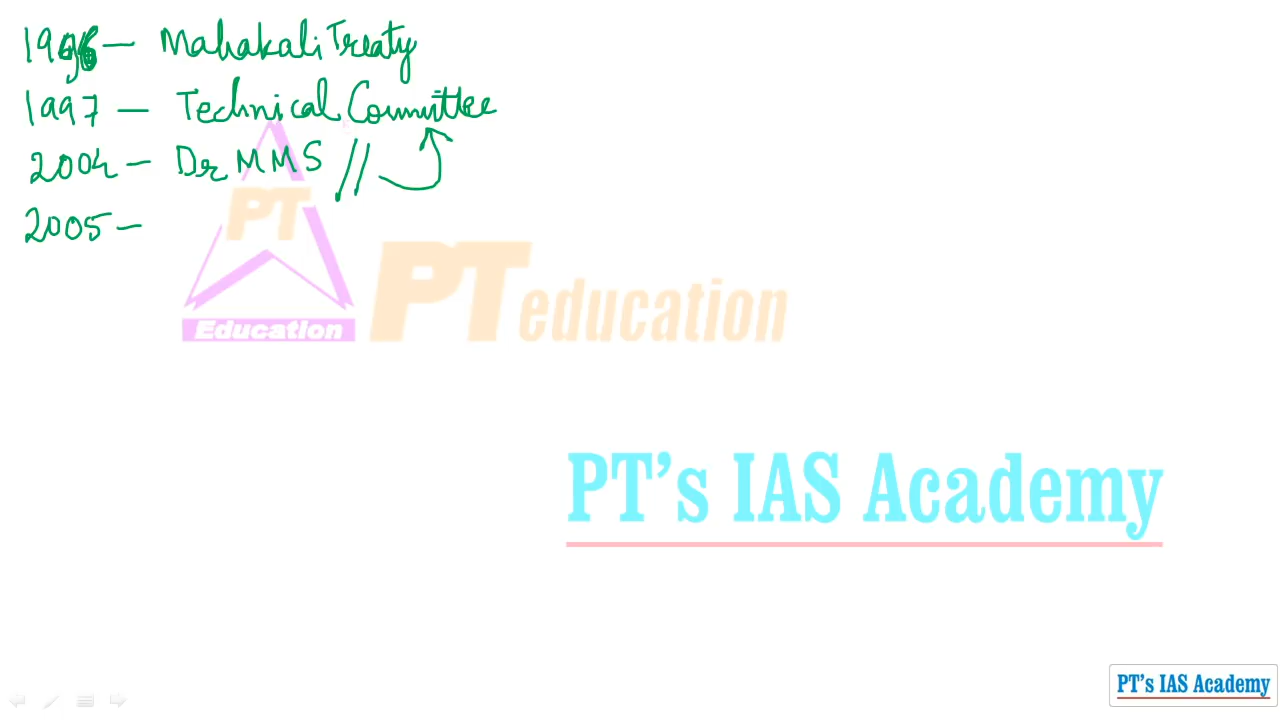 1996 – Mahakali Treaty
1997 – Technical Committee
2004 – Dr MMS
2005 –
PT
Education
PT education
PT's IAS Academy
PT's IAS Academy